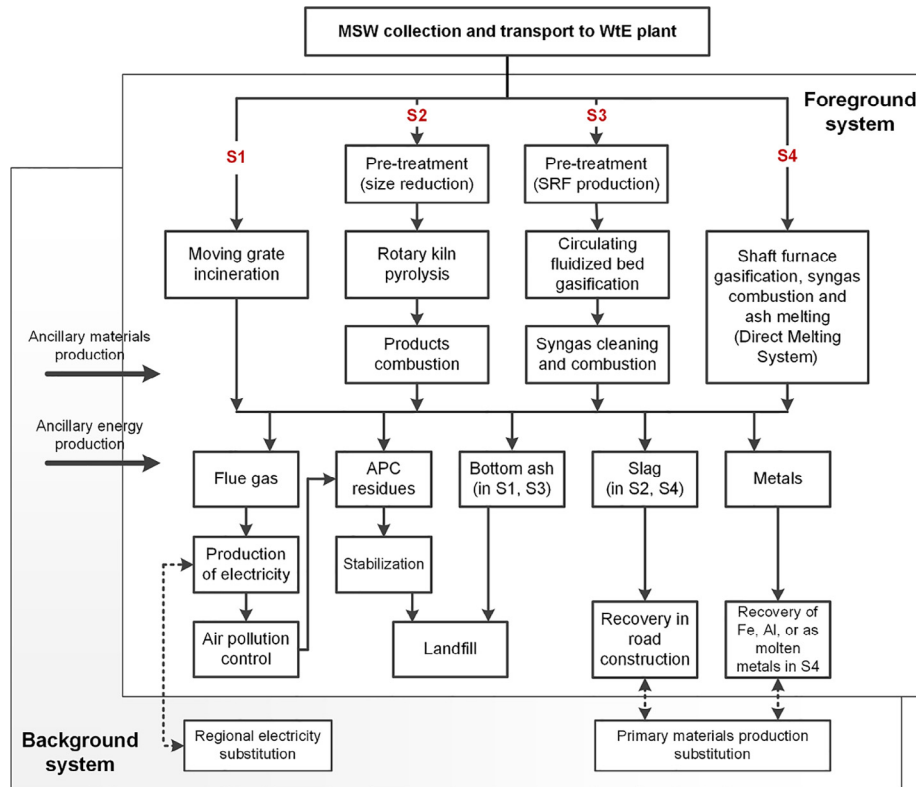 MSW collection and transport to WtE plant
Foreground
system
S1
S2
S3
S4
Pre-treatment
(size reduction)
Pre-treatment
(SRF production)
Moving grate
incineration
Rotary kiln
pyrolysis
Circulating
fluidized bed
gasification
Shaft furnace
gasification, syngas
combustion and
ash melting
(Direct Melting
System)
Ancillary materials
production
Products
combustion
Syngas cleaning
and combustion
Ancillary energy
production
Flue gas
APC
residues
Bottom ash
(in S1, S3)
Slag
(in S2, S4)
Metals
Production
of electricity
Stabilization
Air pollution
control
Landfill
Recovery in
road
construction
Recovery of
Fe, Al, or as
molten
metals in S4
Background
system
Regional electricity
substitution
Primary materials production
substitution